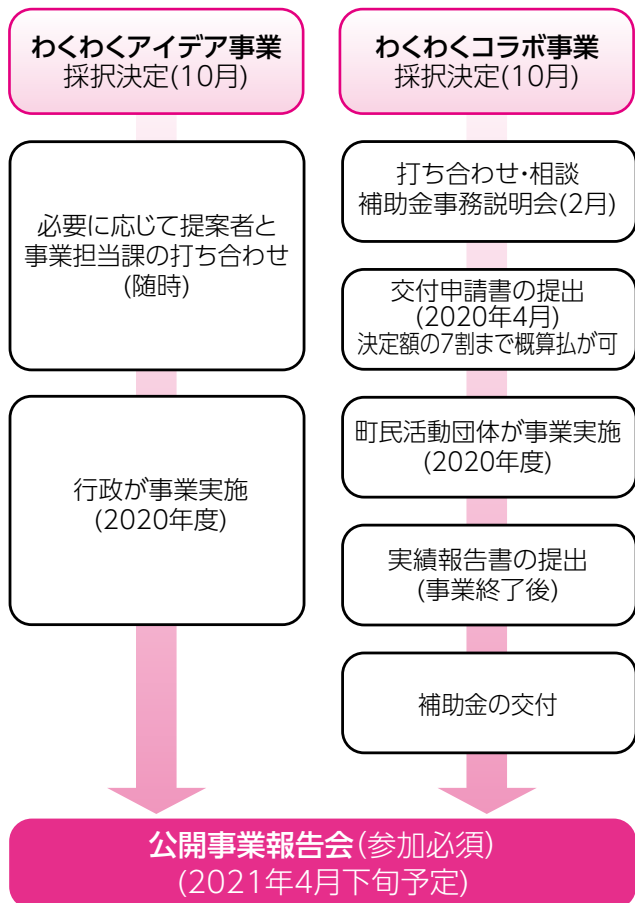 わくわくアイデア事業
採択決定(10月)
必要に応じて提案者と
事業担当課の打ち合わせ
(随時)
行政が事業実施
(2020年度)
わくわくコラボ事業
採択決定(10月)
打ち合わせ・相談
補助金事務説明会(2月)
交付申請書の提出
(2020年4月)
決定額の7割まで概算払が可
町民活動団体が事業実施
(2020年度)
実績報告書の提出
(事業終了後)
補助金の交付
公開事業報告会(参加必須)
(2021年4月下旬予定)